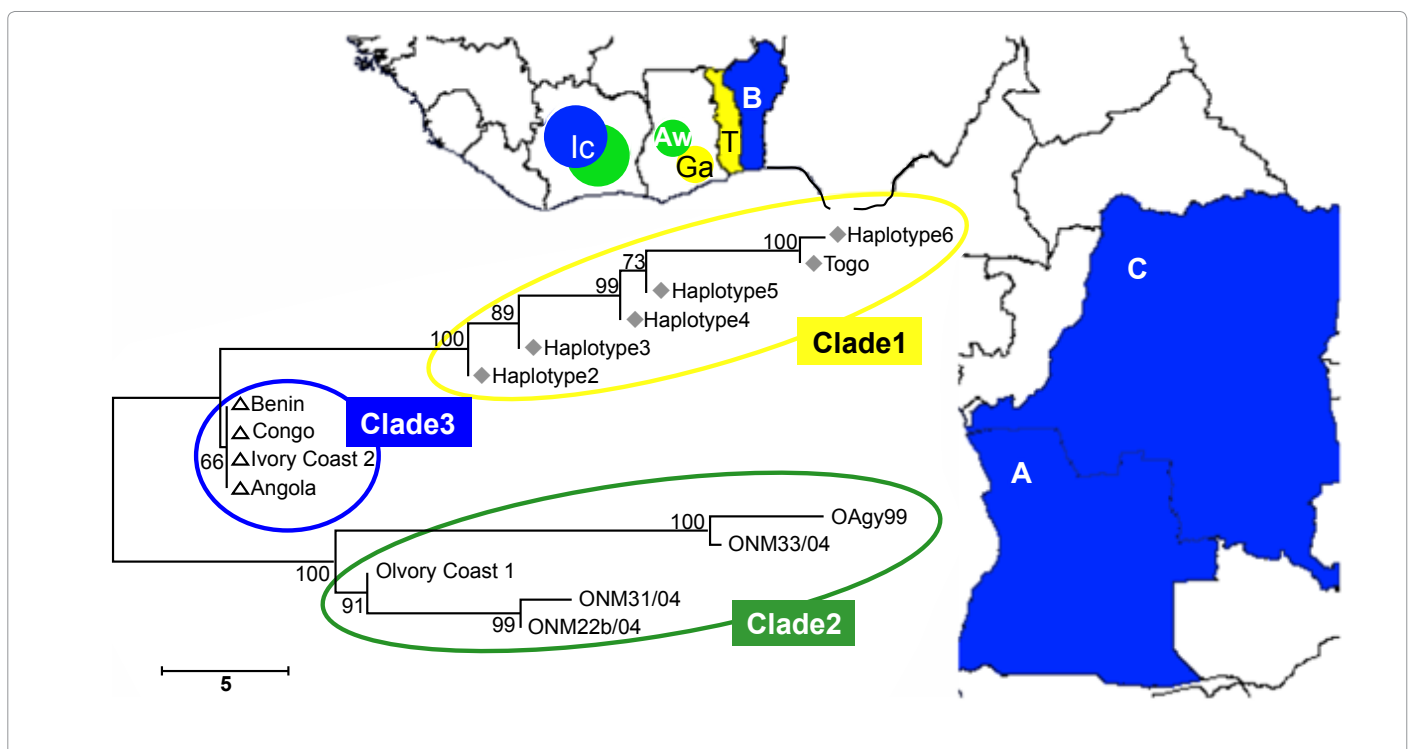 B
Ic
Aw
T
Ga
C
100
Haplotype6
Togo
73
Haplotype5
99
Haplotype4
89
Haplotype3
100
Haplotype2
Clade1
Benin
Congo
Ivory Coast 2
Angola
66
Clade3
A
100
OAgy99
ONM33/04
100
OIvory Coast 1
91
ONM31/04
99
ONM22b/04
Clade2
5